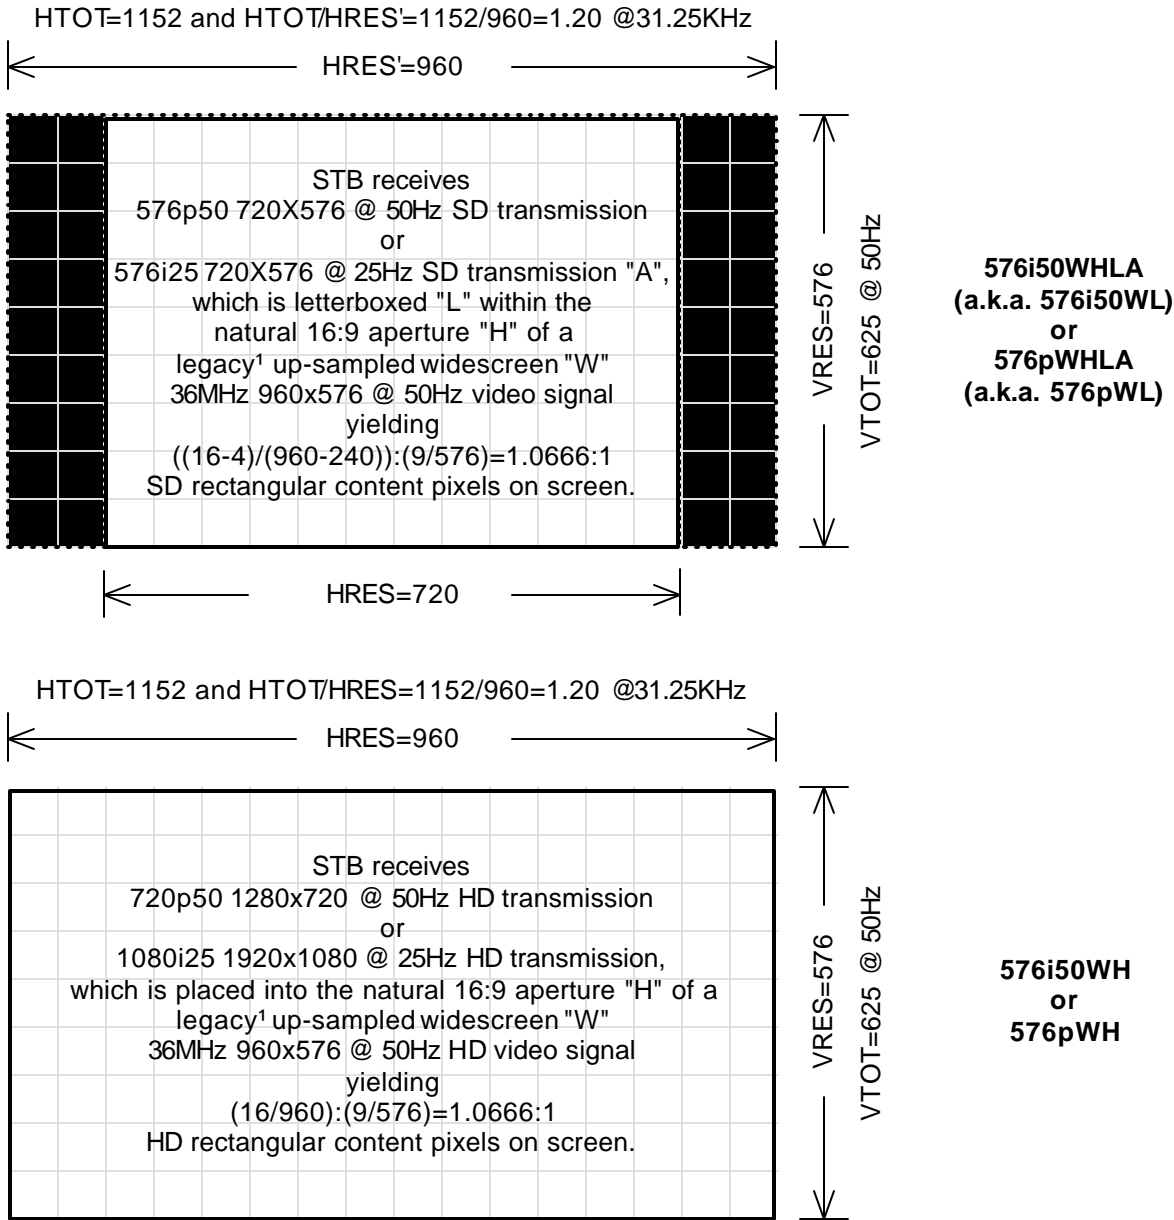 HTOT=1152 and HTOT/HRES'=1152/960=1.20 @31.25KHz
HRES'=960
STB receives
576p50 720X576 @ 50Hz SD transmission
or
576i25 720X576 @ 25Hz SD transmission "A",
which is letterboxed "L" within the
natural 16:9 aperture "H" of a
legacy¹ up-sampled widescreen "W"
36MHz 960x576 @ 50Hz video signal
yielding
((16-4)/(960-240)):(9/576)=1.0666:1
SD rectangular content pixels on screen.
VRES=576
VTOT=625 @ 50Hz
576i50WHLA
(a.k.a. 576i50WL)
or
576pWHLA
(a.k.a. 576pWL)
HRES=720
HTOT=1152 and HTOT/HRES=1152/960=1.20 @31.25KHz
HRES=960
STB receives
720p50 1280x720 @ 50Hz HD transmission
or
1080i25 1920x1080 @ 25Hz HD transmission,
which is placed into the natural 16:9 aperture "H" of a
legacy¹ up-sampled widescreen "W"
36MHz 960x576 @ 50Hz HD video signal
yielding
(16/960):(9/576)=1.0666:1
HD rectangular content pixels on screen.
VRES=576
VTOT=625 @ 50Hz
576i50WH
or
576pWH